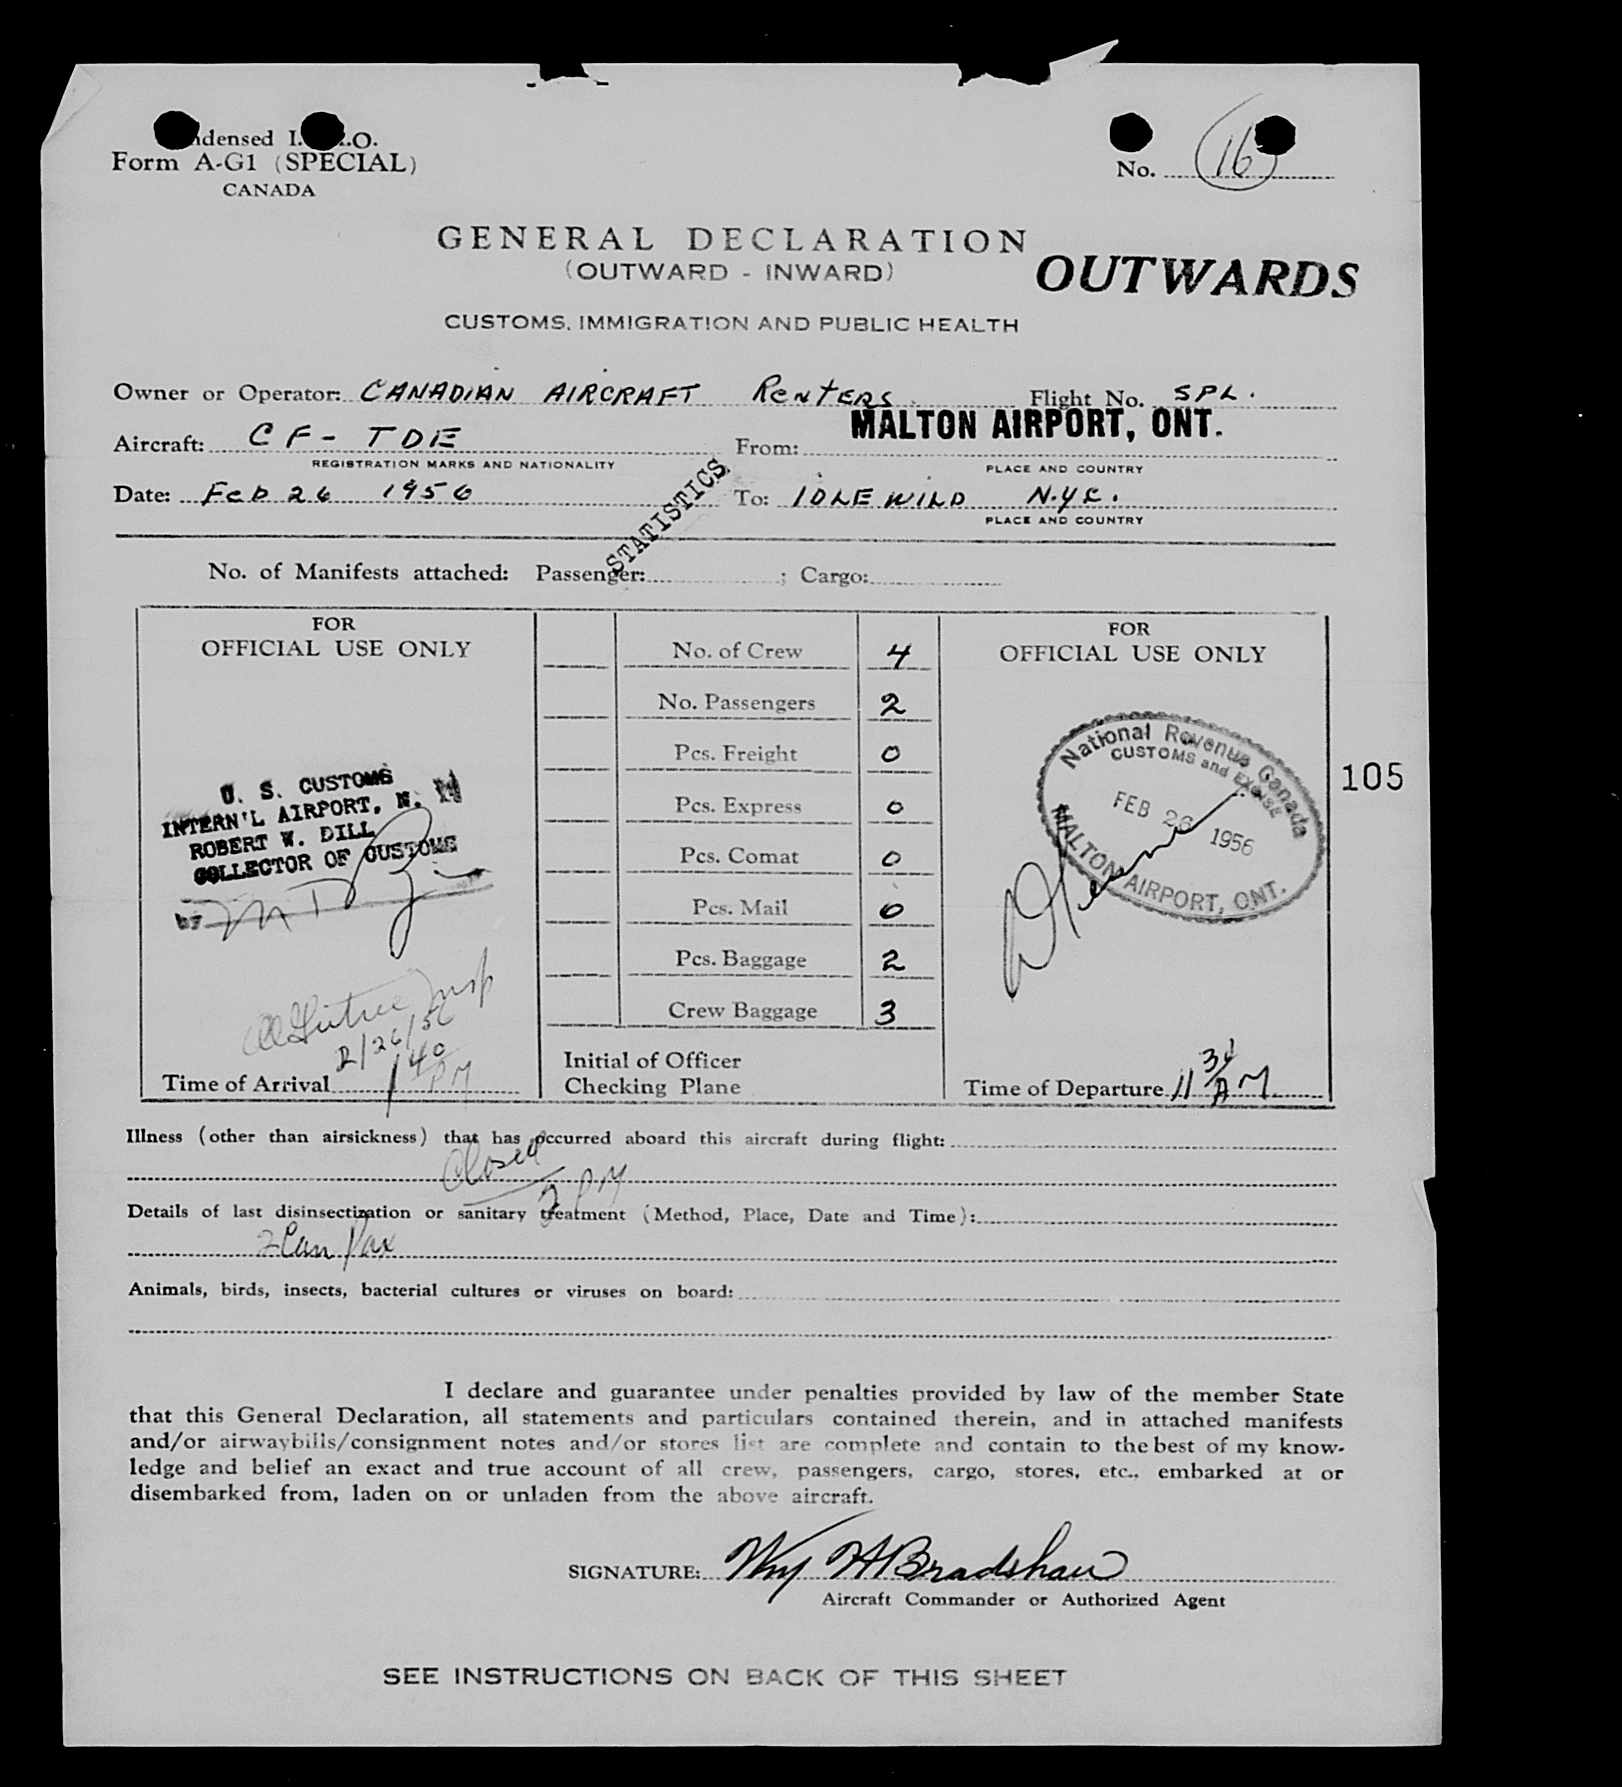 ndensed I. .O.
Form A-G1 (SPECIAL)
CANADA
No. 16
GENERAL DECLARATION
(OUTWARD - INWARD)
OUTWARDS
CUSTOMS, IMMIGRATION AND PUBLIC HEALTH
Owner or Operator: CANADIAN AIRCRAFT RENTERS Flight No. SPL.
Aircraft: CF-TDE From: MALTON AIRPORT, ONT.
REGISTRATION MARKS AND NATIONALITY PLACE AND COUNTRY
Date: Feb 26 1956 To: IDLEWILD N.Y.C.
PLACE AND COUNTRY
STATISTICS
No. of Manifests attached: Passenger: ; Cargo:
FOR
OFFICIAL USE ONLY
U. S. CUSTOMS
INTERN'L AIRPORT, N.
ROBERT W. DILL
COLLECTOR OF CUSTOMS
by
Insp
2/26/56
1 40 PM
Time of Arrival
No. of Crew 4
No. Passengers 2
Pcs. Freight 0
Pcs. Express 0
Pcs. Comat 0
Pcs. Mail 0
Pcs. Baggage 2
Crew Baggage 3
Initial of Officer
Checking Plane
FOR
OFFICIAL USE ONLY
National Revenue Canada
CUSTOMS and EXCISE
FEB 26 1956
MALTON AIRPORT, ONT.
Time of Departure 11 AM
105
Illness (other than airsickness) that has occurred aboard this aircraft during flight:
Closed
2 PM
Details of last disinsectization or sanitary treatment (Method, Place, Date and Time):
2 Can Pax
Animals, birds, insects, bacterial cultures or viruses on board:
I declare and guarantee under penalties provided by law of the member State
that this General Declaration, all statements and particulars contained therein, and in attached manifests
and/or airwaybills/consignment notes and/or stores list are complete and contain to the best of my know-
ledge and belief an exact and true account of all crew, passengers, cargo, stores, etc., embarked at or
disembarked from, laden on or unladen from the above aircraft.
SIGNATURE: Wm H Bradshaw
Aircraft Commander or Authorized Agent
SEE INSTRUCTIONS ON BACK OF THIS SHEET